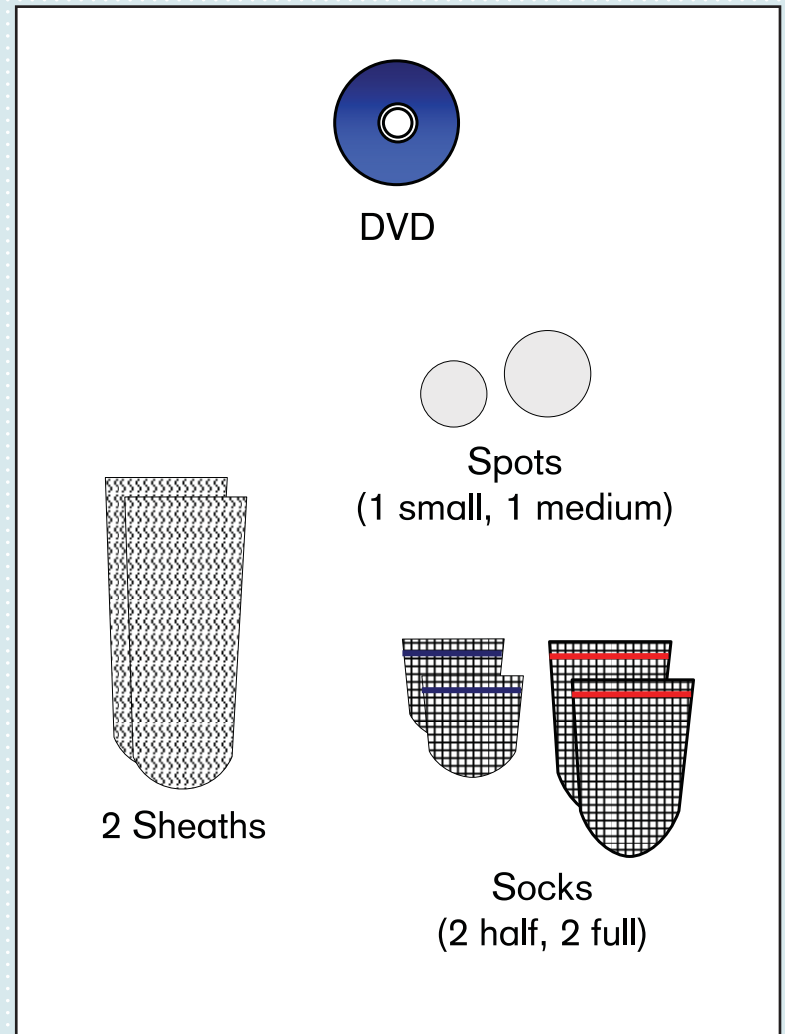 DVD
Spots
(1 small, 1 medium)
2 Sheaths
Socks
(2 half, 2 full)